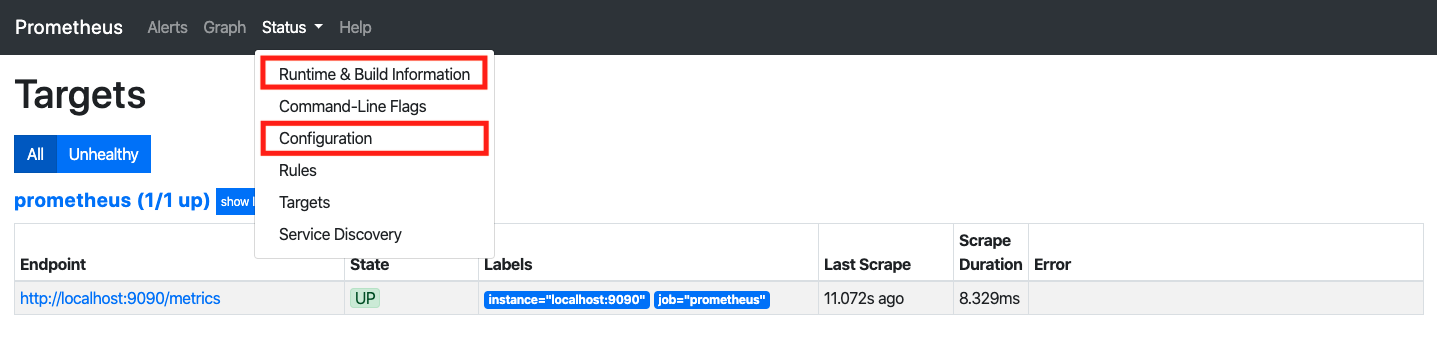 Prometheus Alerts Graph Status Help
Runtime & Build Information
Command-Line Flags
Configuration
Rules
Targets
Service Discovery
Targets
All Unhealthy
prometheus (1/1 up) show
Endpoint State Labels Last Scrape Scrape Duration Error
http://localhost:9090/metrics UP instance="localhost:9090" job="prometheus" 11.072s ago 8.329ms